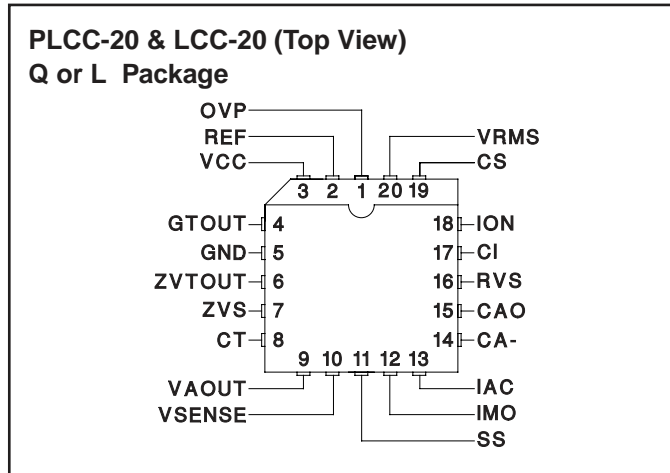 PLCC-20 & LCC-20 (Top View)
Q or L Package
OVP
REF
VRMS
VCC
CS
3 2 1 20 19
GTOUT 4
18 ION
GND 5
17 CI
ZVTOUT 6
16 RVS
ZVS 7
15 CAO
CT 8
14 CA-
9 10 11 12 13
VAOUT
IAC
VSENSE
IMO
SS